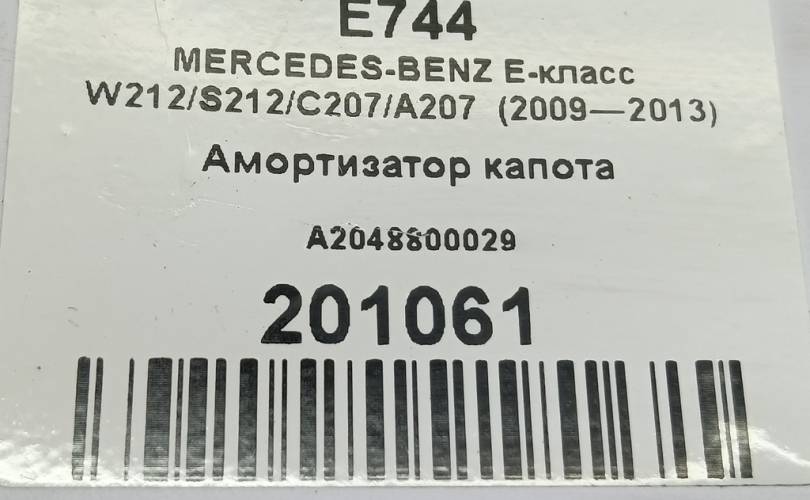 E744
MERCEDES-BENZ E-класс
W212/S212/C207/A207 (2009—2013)
Амортизатор капота
A2048800029
201061